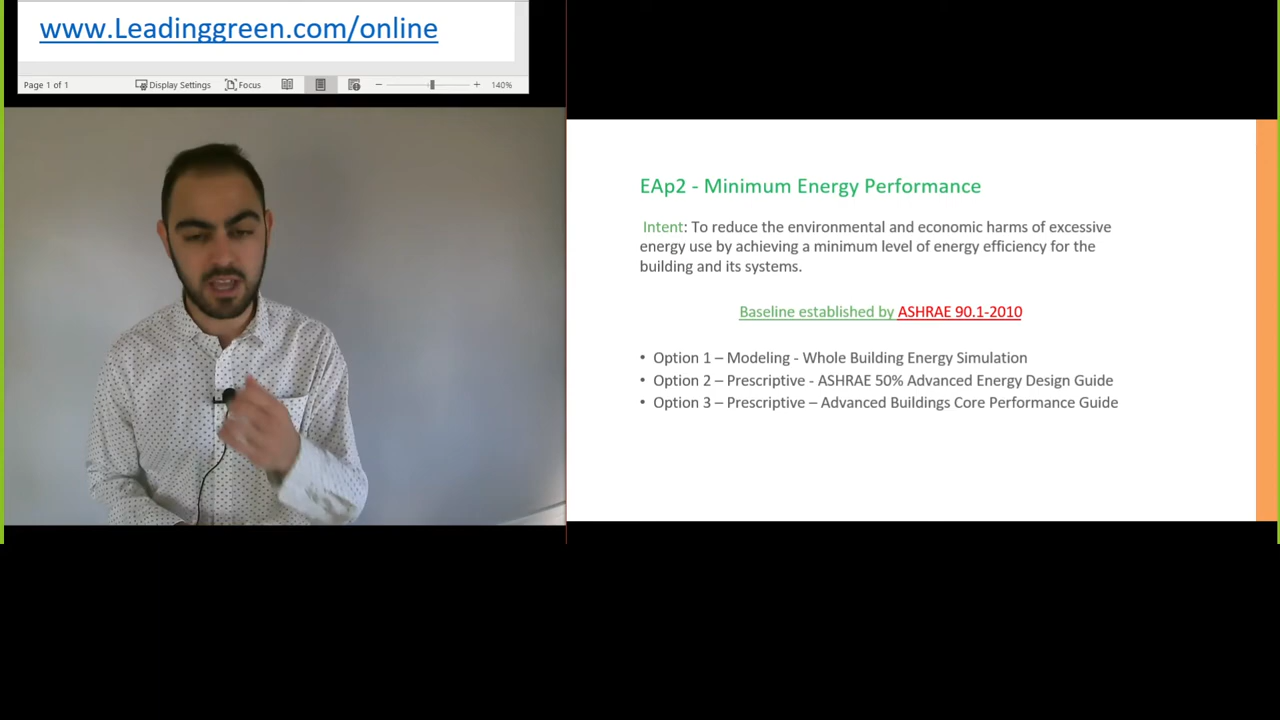 www.Leadinggreen.com/online
Page 1 of 1 Display Settings Focus 140%
EAp2 - Minimum Energy Performance
Intent: To reduce the environmental and economic harms of excessive
energy use by achieving a minimum level of energy efficiency for the
building and its systems.
Baseline established by ASHRAE 90.1-2010
• Option 1 – Modeling - Whole Building Energy Simulation
• Option 2 – Prescriptive - ASHRAE 50% Advanced Energy Design Guide
• Option 3 – Prescriptive – Advanced Buildings Core Performance Guide